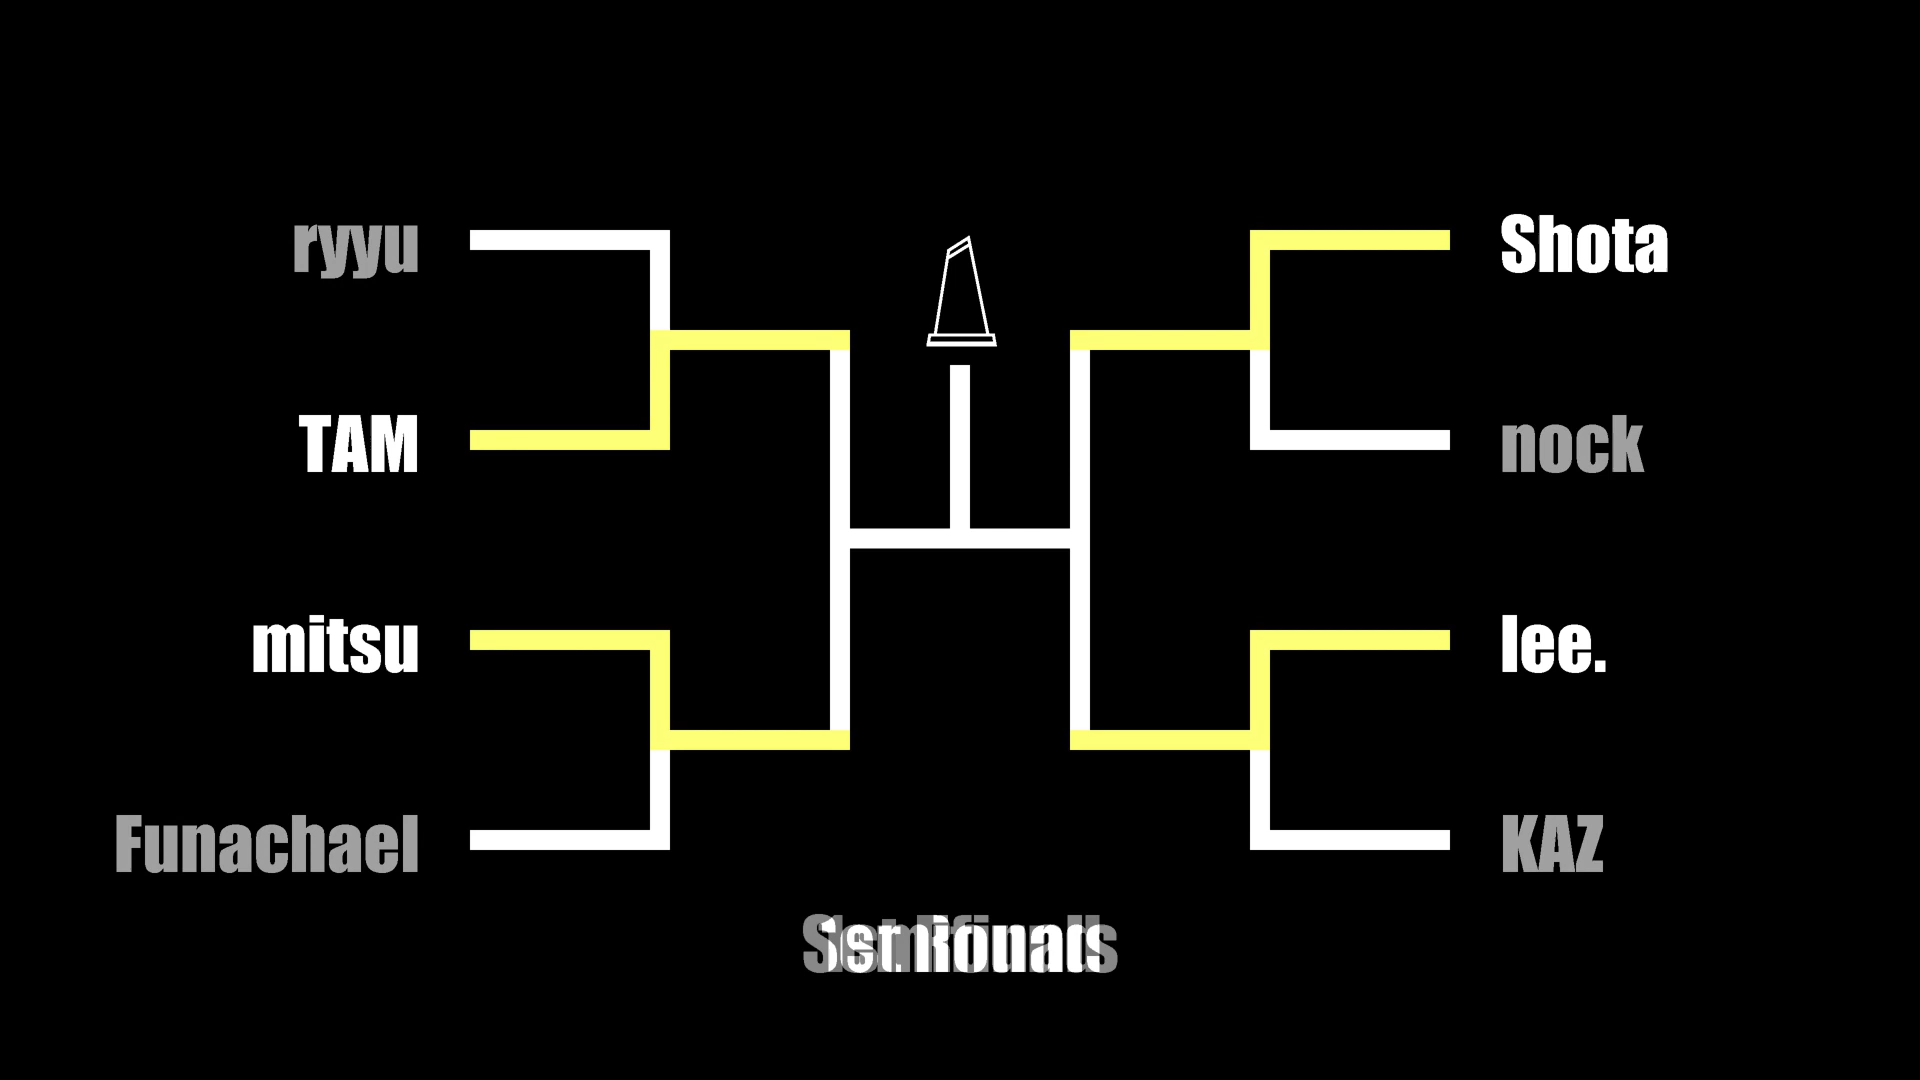 ryyu
TAM
mitsu
Funachael
Shota
nock
lee.
KAZ